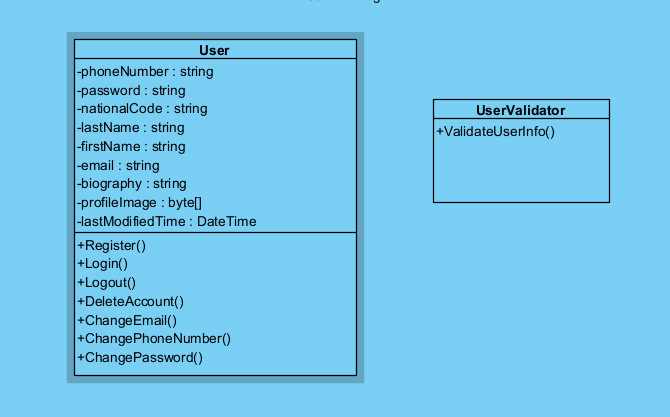 User
-phoneNumber : string
-password : string
-nationalCode : string
-lastName : string
-firstName : string
-email : string
-biography : string
-profileImage : byte[]
-lastModifiedTime : DateTime
+Register()
+Login()
+Logout()
+DeleteAccount()
+ChangeEmail()
+ChangePhoneNumber()
+ChangePassword()
UserValidator
+ValidateUserInfo()